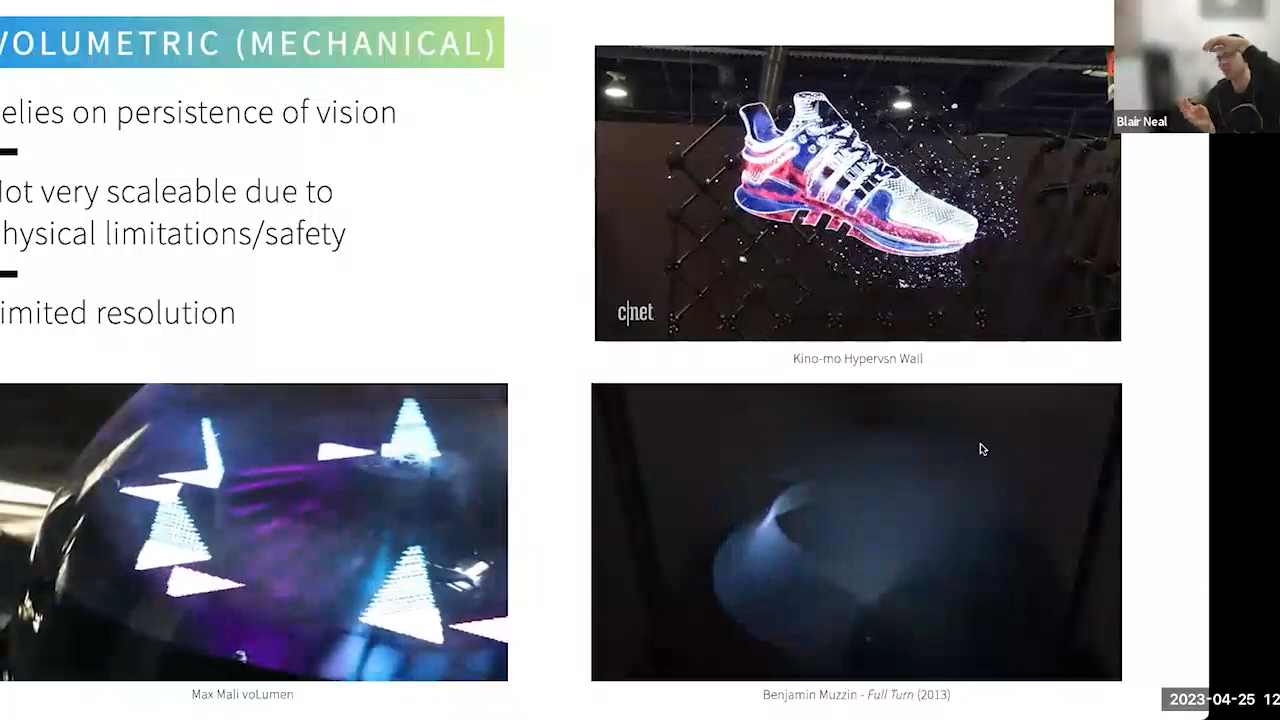 VOLUMETRIC (MECHANICAL)
elies on persistence of vision
ot very scaleable due to
hysical limitations/safety
imited resolution
c|net
Kino-mo Hypervsn Wall
Max Mali voLumen
Benjamin Muzzin - Full Turn (2013)
Blair Neal
2023-04-25 12